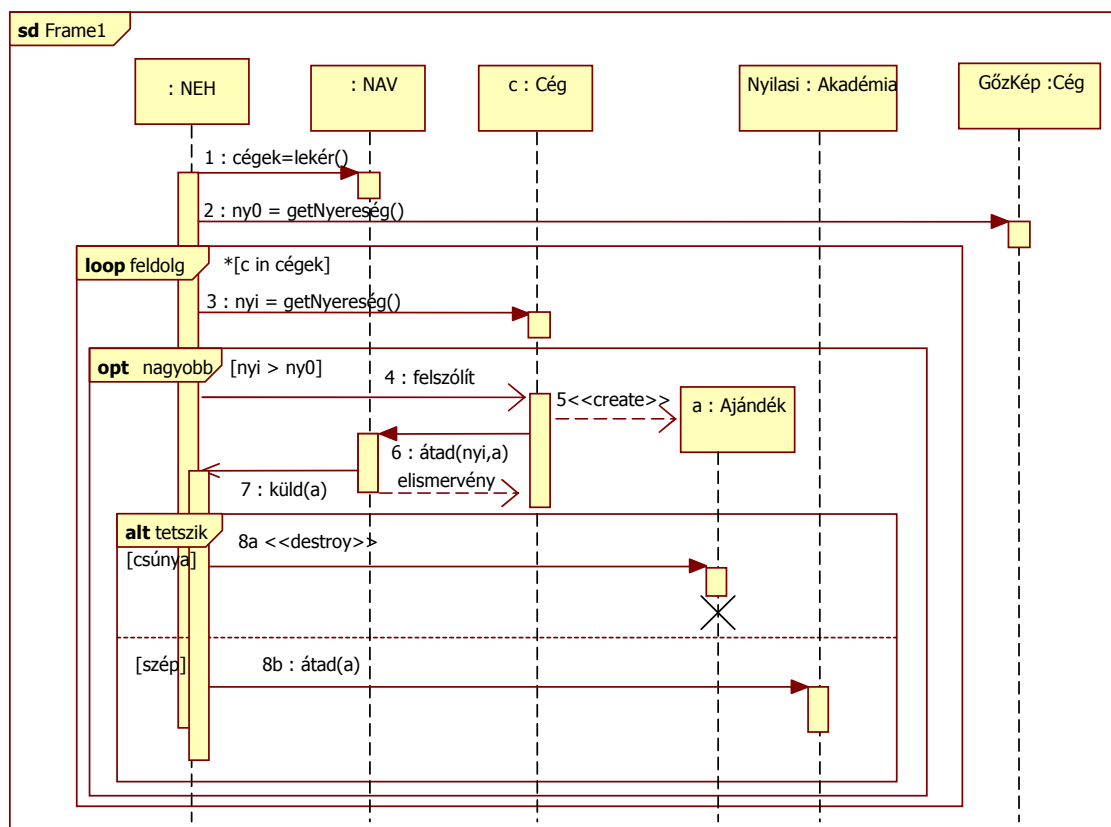 sd Frame1
: NEH
: NAV
c : Cég
Nyilasi : Akadémia
GőzKép :Cég
1 : cégek=lekér()
2 : ny0 = getNyereség()
loop feldolg
*[c in cégek]
3 : nyi = getNyereség()
opt nagyobb
[nyi > ny0]
4 : felszólít
5<<create>>
a : Ajándék
6 : átad(nyi,a)
elismervény
7 : küld(a)
alt tetszik
8a <<destroy>>
[csúnya]
[szép]
8b : átad(a)